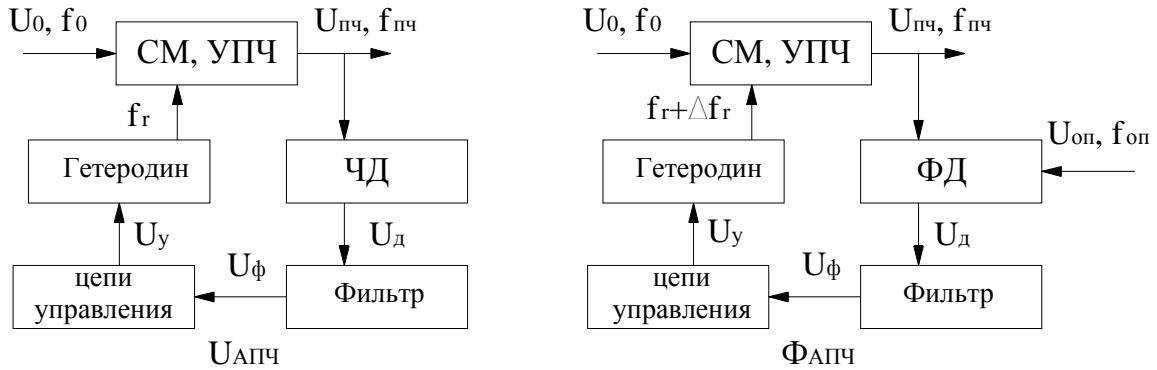 U0, f0
Uпч, fпч
СМ, УПЧ
fг
Гетеродин
ЧД
Uу
Uд
Uф
цепи
управления
Фильтр
UАПЧ
U0, f0
Uпч, fпч
СМ, УПЧ
fг+Δfг
Uоп, fоп
Гетеродин
ФД
Uу
Uд
Uф
цепи
управления
Фильтр
ФАПЧ